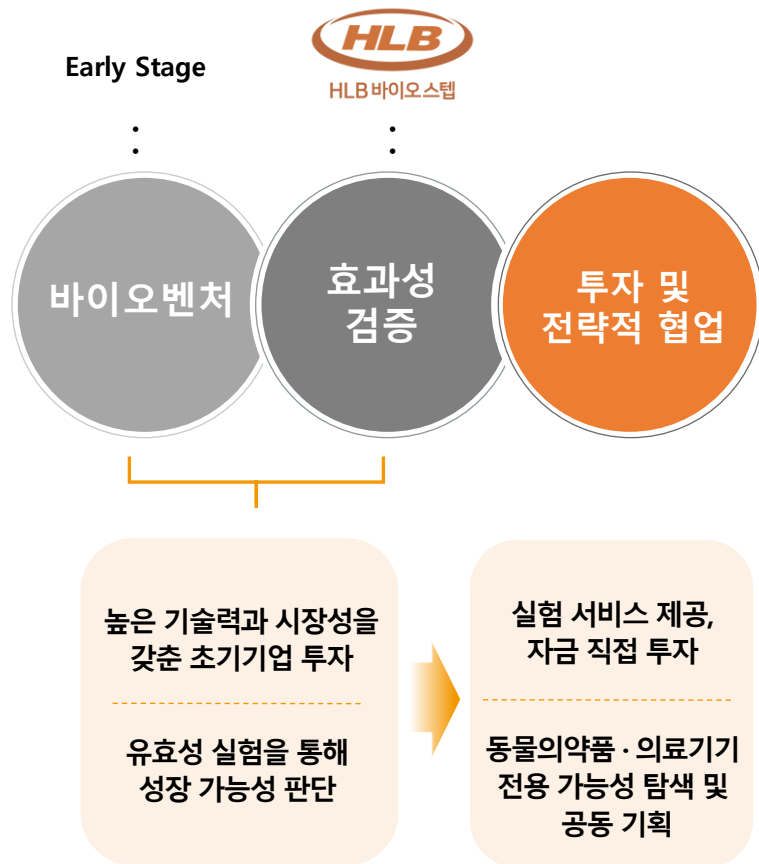 Early Stage
HLB
HLB 바이오스텝
바이오벤처
효과성
검증
투자 및
전략적 협업
높은 기술력과 시장성을
갖춘 초기기업 투자
유효성 실험을 통해
성장 가능성 판단
실험 서비스 제공,
자금 직접 투자
동물의약품 · 의료기기
전용 가능성 탐색 및
공동 기획